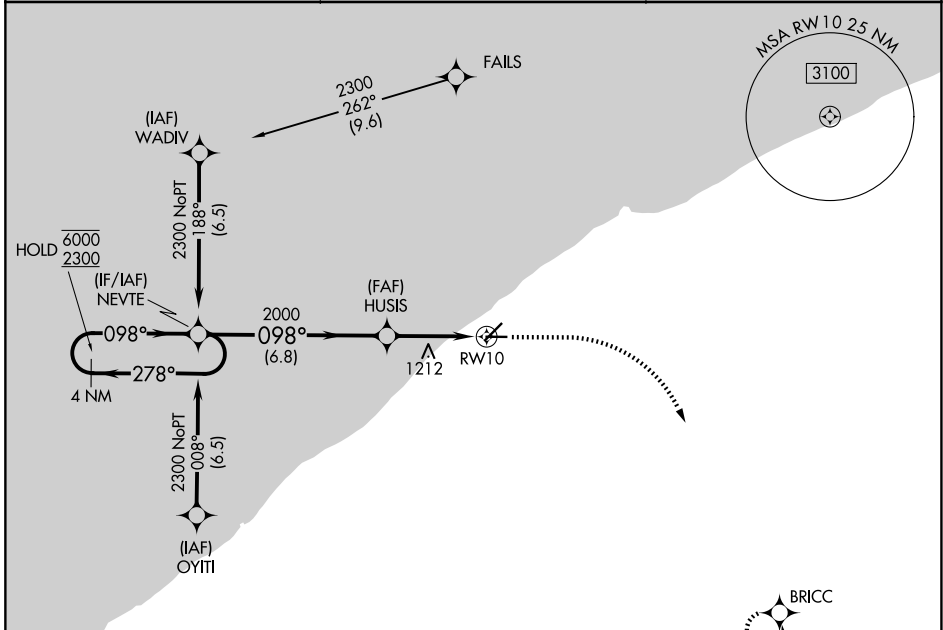 MSA RW10 25 NM
3100
FAILS
2300
262°
(9.6)
(IAF)
WADIV
2300 NoPT
188°
(6.5)
HOLD 6000
2300
(IF/IAF)
NEVTE
098°
278°
4 NM
2000
098°
(6.8)
(FAF)
HUSIS
1212
RW10
2300 NoPT
008°
(6.5)
(IAF)
OYITI
BRICC